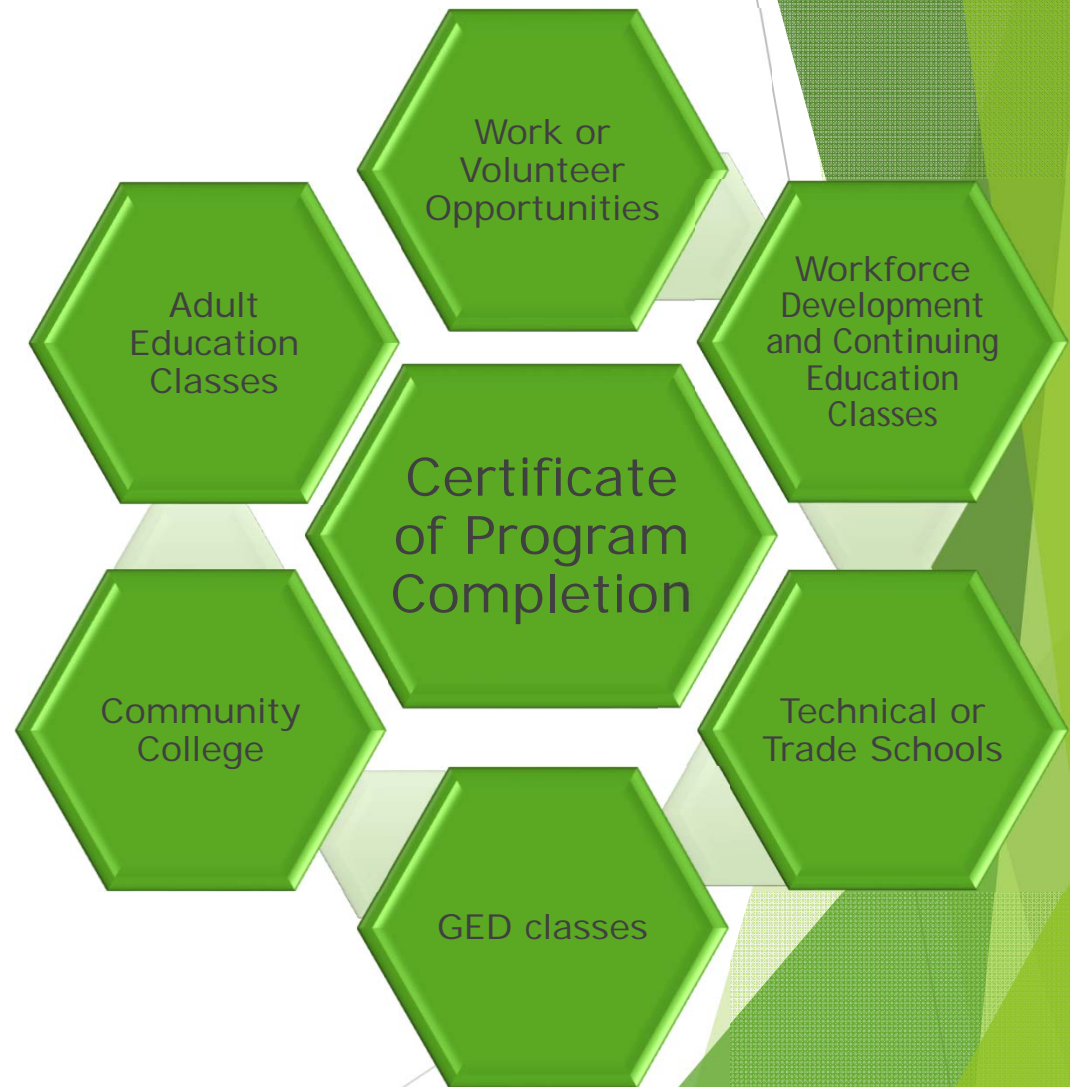 Work or
Volunteer
Opportunities
Workforce
Development
and Continuing
Education
Classes
Adult
Education
Classes
Certificate
of Program
Completion
Community
College
Technical or
Trade Schools
GED classes